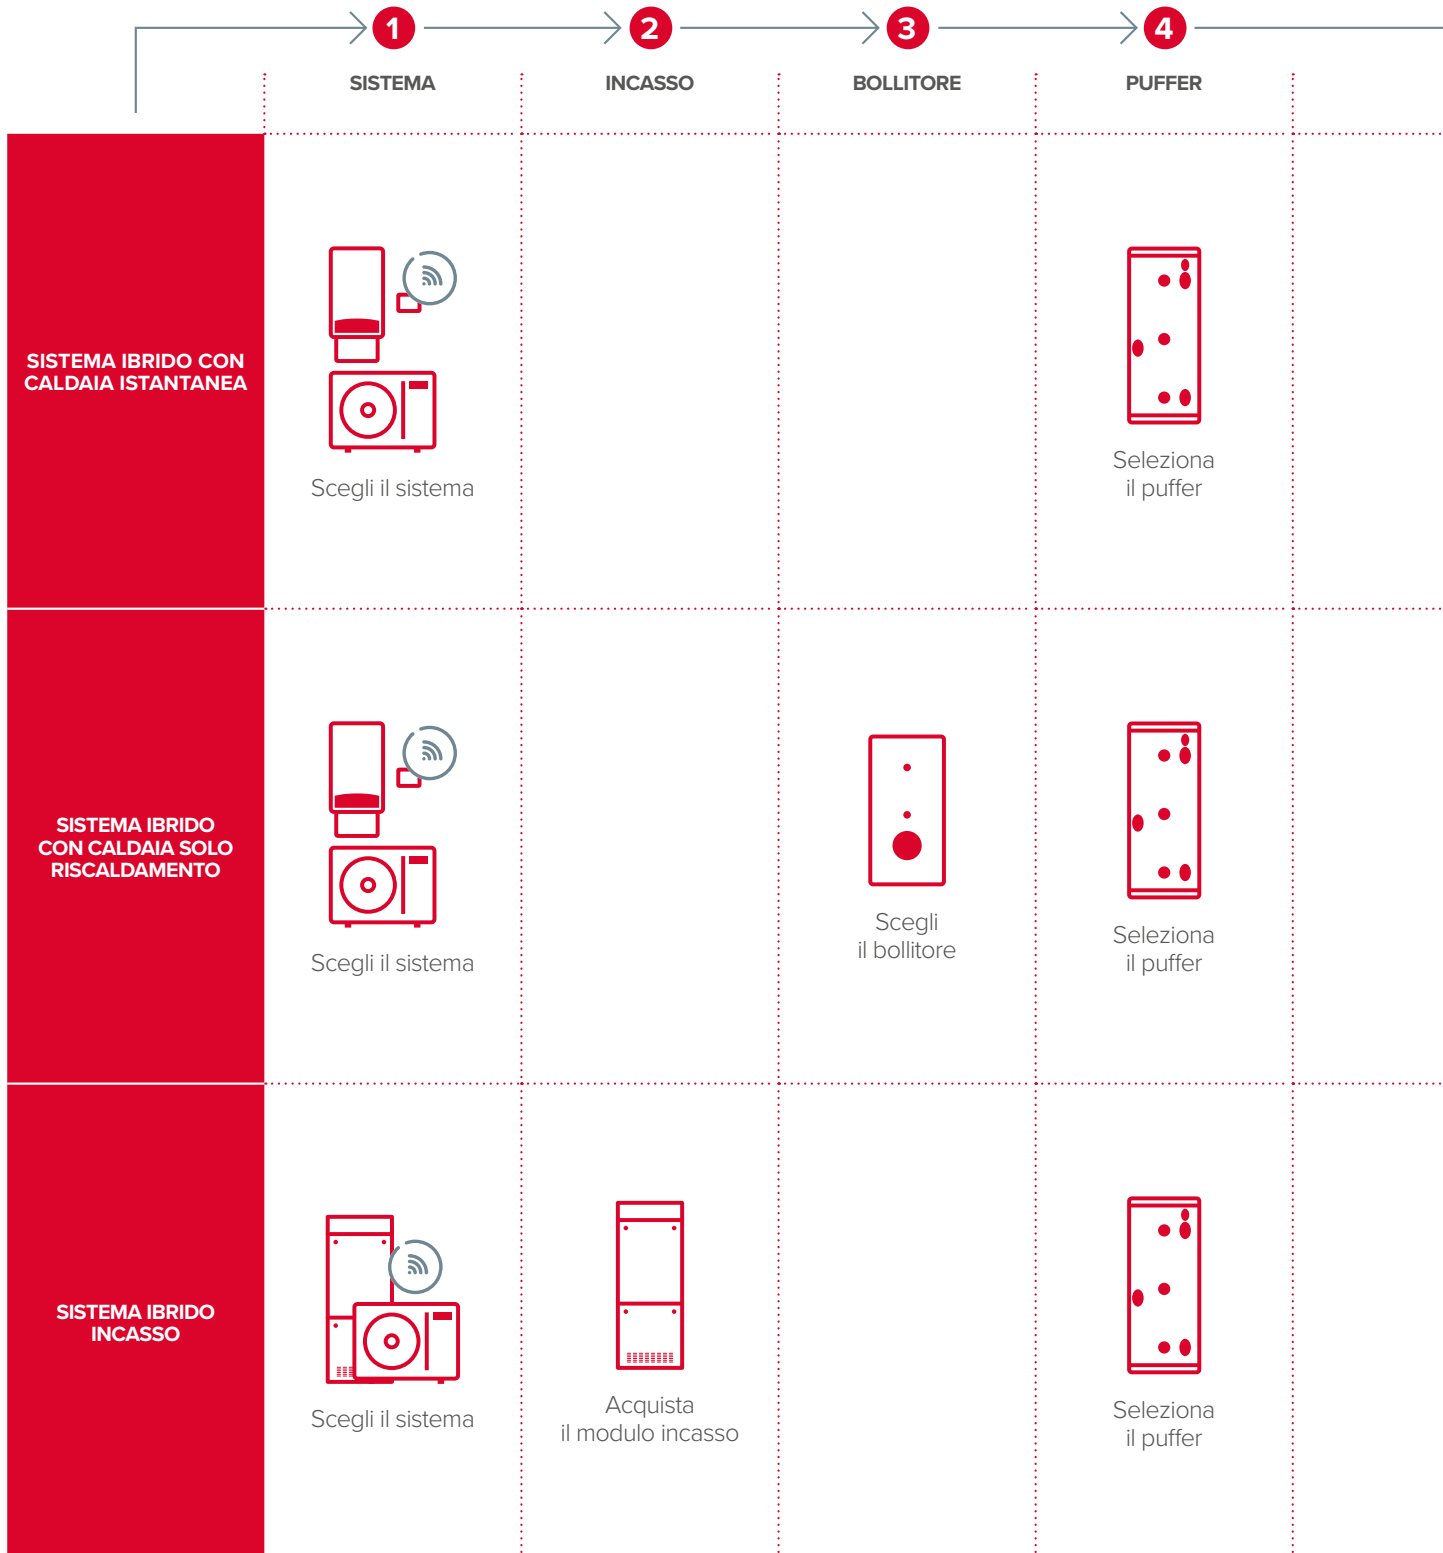 1
2
3
4
SISTEMA
INCASSO
BOLLITORE
PUFFER
SISTEMA IBRIDO CON
CALDAIA ISTANTANEA
Scegli il sistema
Seleziona
il puffer
SISTEMA IBRIDO
CON CALDAIA SOLO
RISCALDAMENTO
Scegli il sistema
Scegli
il bollitore
Seleziona
il puffer
SISTEMA IBRIDO
INCASSO
Scegli il sistema
Acquista
il modulo incasso
Seleziona
il puffer